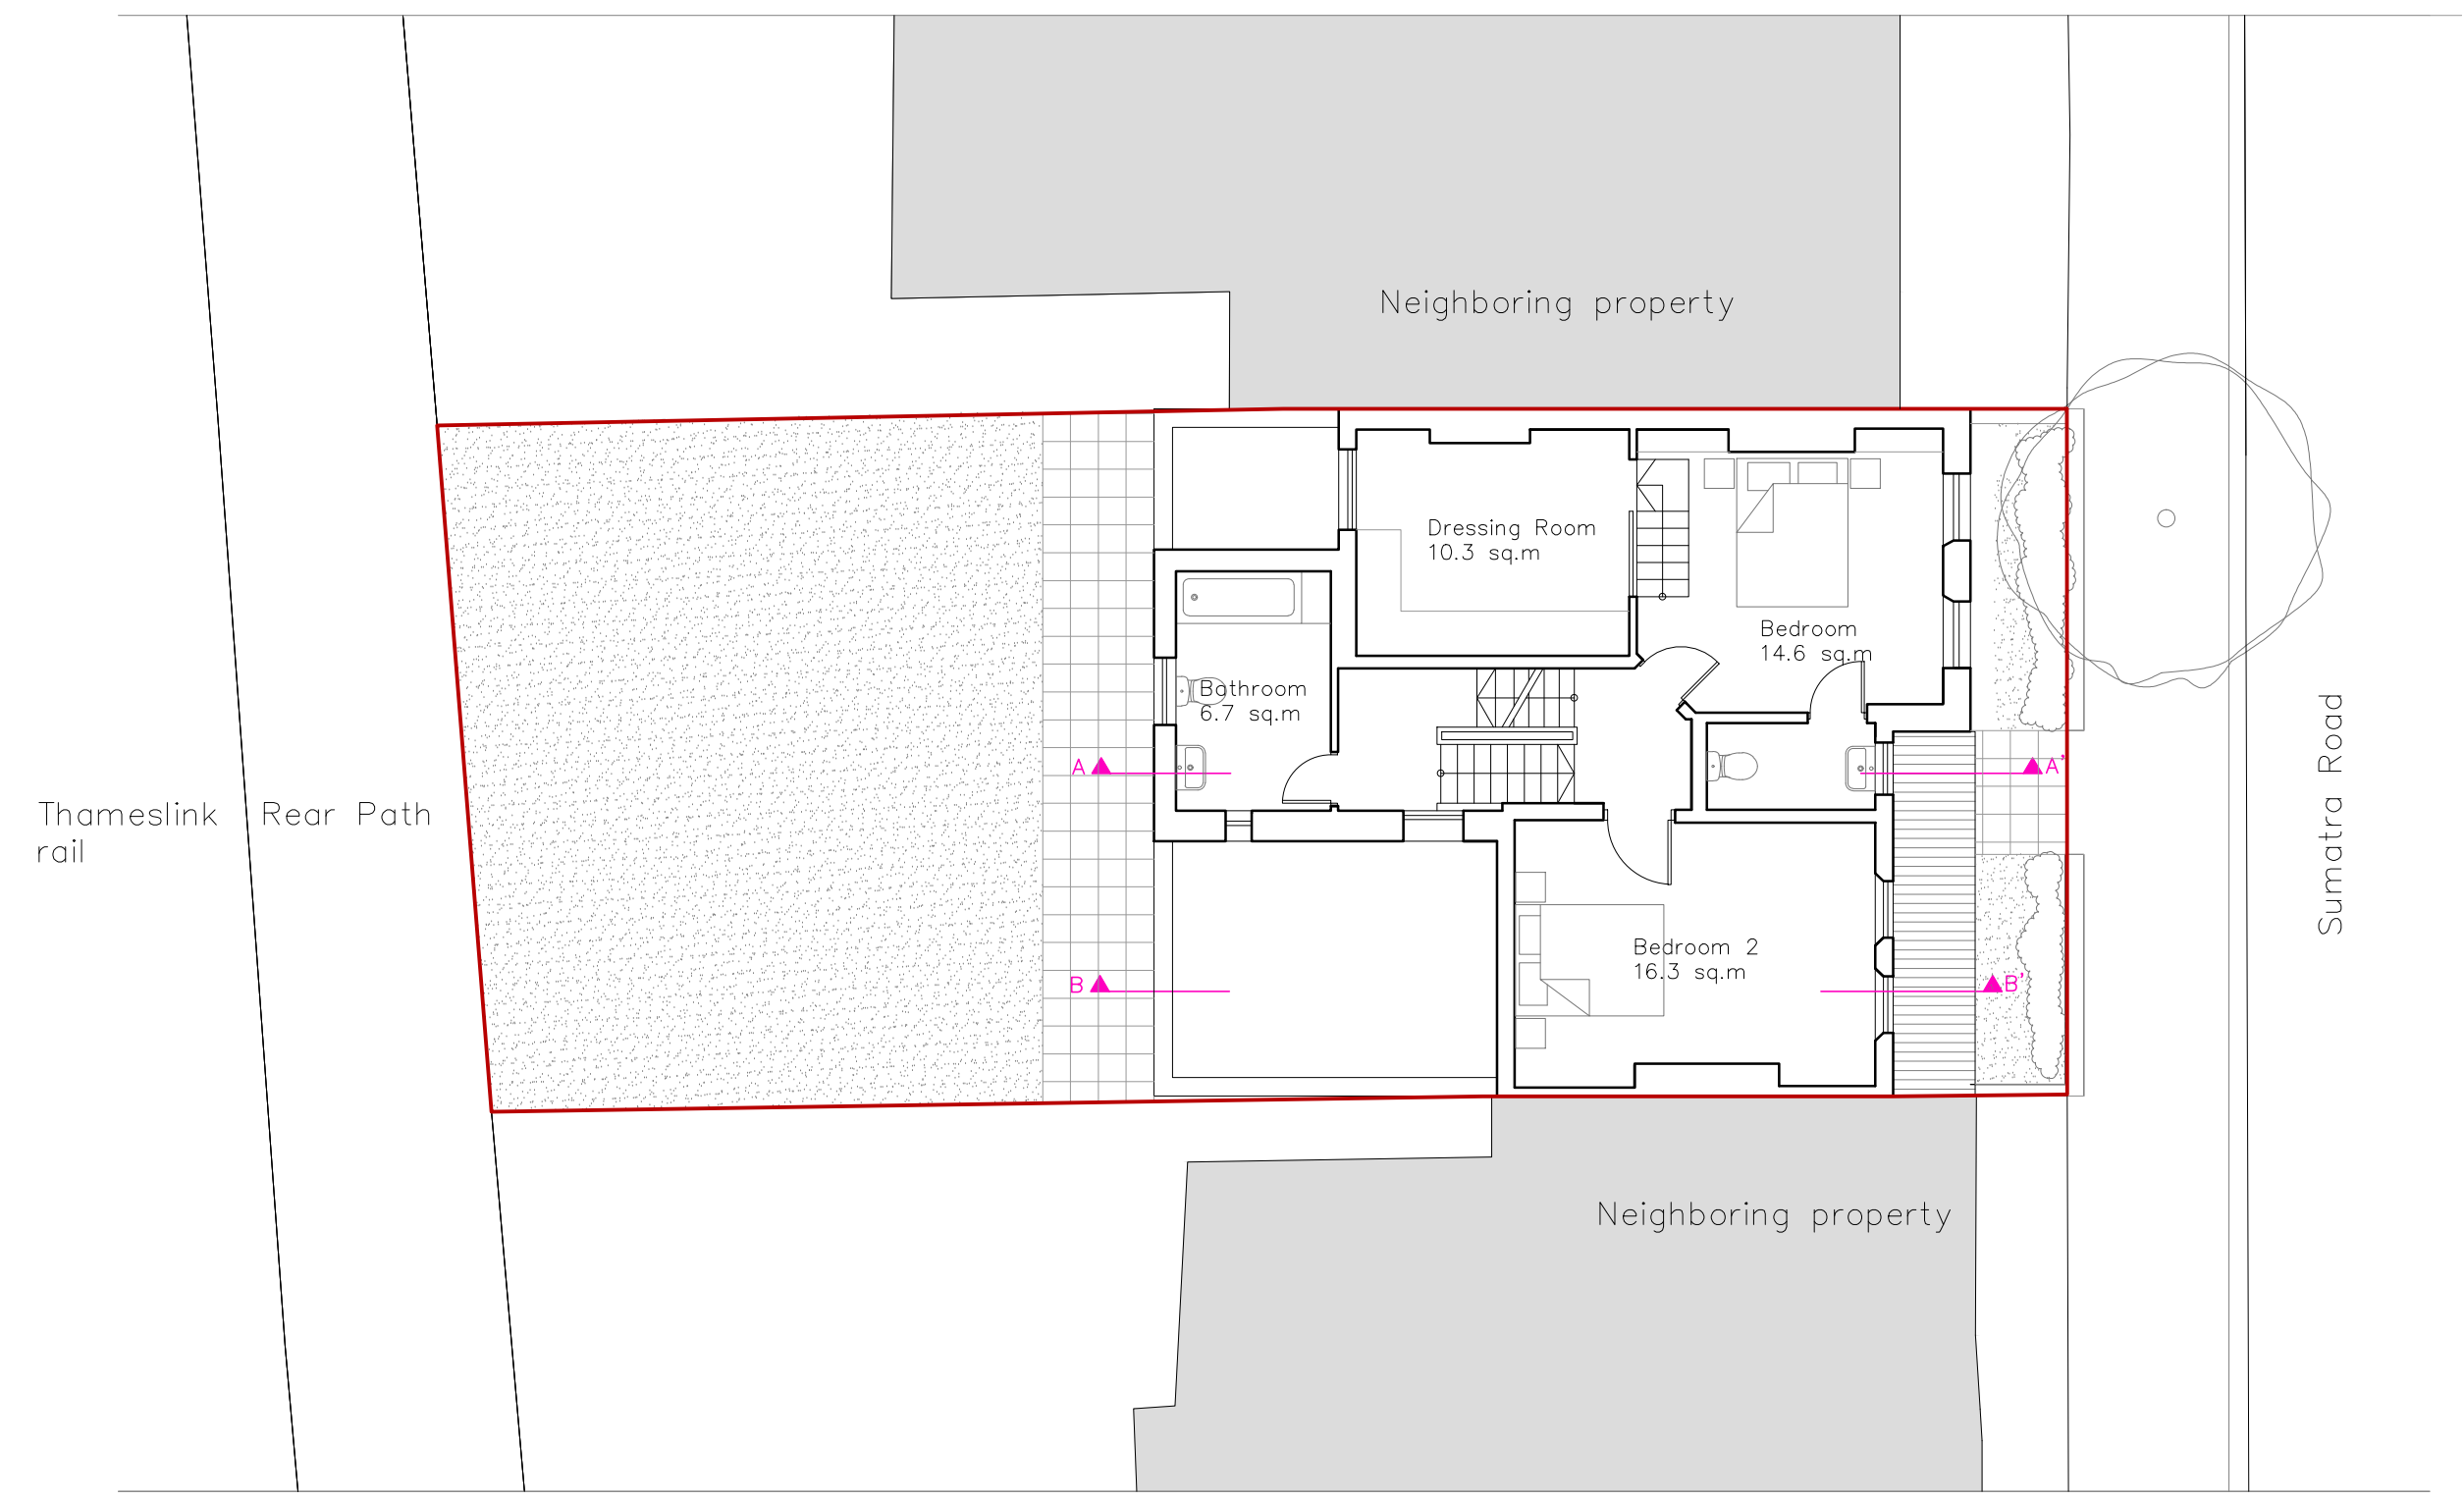 Neighboring property
Dressing Room
10.3 sq.m
Bedroom
14.6 sq.m
Bathroom
6.7 sq.m
A
A'
Thameslink Rear Path
rail
Sumatra Road
Bedroom 2
16.3 sq.m
B
B'
Neighboring property